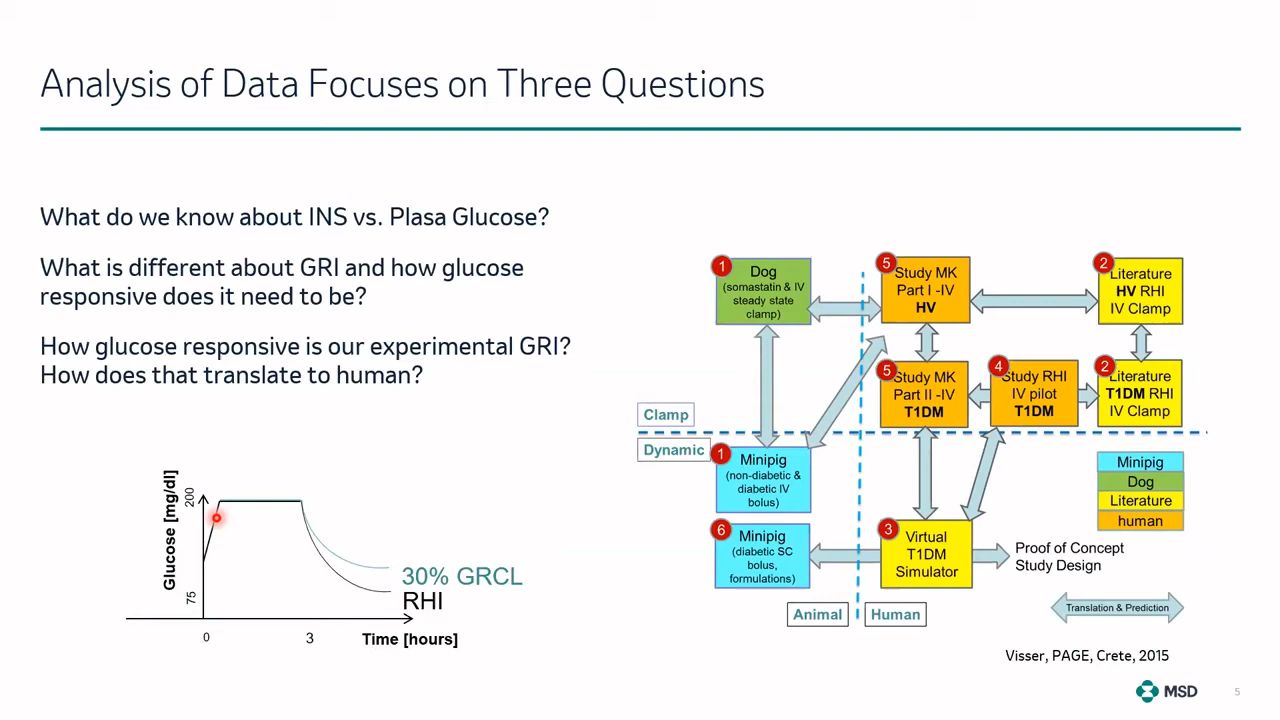 Analysis of Data Focuses on Three Questions
What do we know about INS vs. Plasa Glucose?
What is different about GRI and how glucose
responsive does it need to be?
How glucose responsive is our experimental GRI?
How does that translate to human?
Glucose [mg/dl]
200
75
0
3
Time [hours]
30% GRCL
RHI
1
Dog
(somastatin & IV
steady state
clamp)
5
Study MK
Part I -IV
HV
2
Literature
HV RHI
IV Clamp
5
Study MK
Part II -IV
T1DM
4
Study RHI
IV pilot
T1DM
2
Literature
T1DM RHI
IV Clamp
Clamp
Dynamic
1
Minipig
(non-diabetic &
diabetic IV
bolus)
6
Minipig
(diabetic SC
bolus,
formulations)
3
Virtual
T1DM
Simulator
Proof of Concept
Study Design
Minipig
Dog
Literature
human
Animal
Human
Translation & Prediction
Visser, PAGE, Crete, 2015
MSD
5